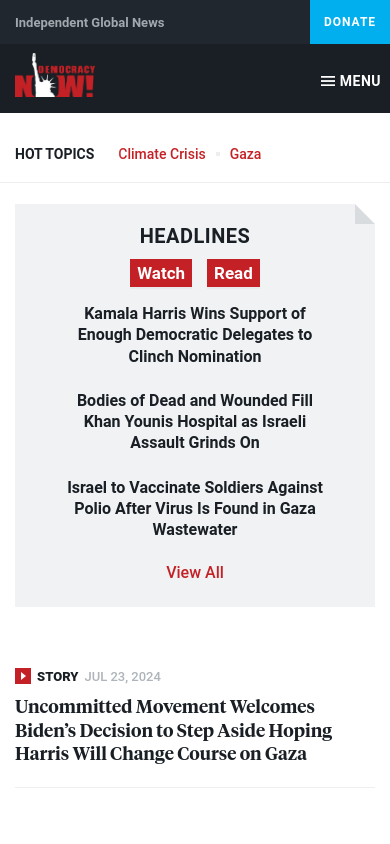 Independent Global News
DONATE
DEMOCRACY
NOW!
MENU
HOT TOPICS
Climate Crisis
Gaza
HEADLINES
Watch
Read
Kamala Harris Wins Support of
Enough Democratic Delegates to
Clinch Nomination
Bodies of Dead and Wounded Fill
Khan Younis Hospital as Israeli
Assault Grinds On
Israel to Vaccinate Soldiers Against
Polio After Virus Is Found in Gaza
Wastewater
View All
STORY JUL 23, 2024
Uncommitted Movement Welcomes
Biden’s Decision to Step Aside Hoping
Harris Will Change Course on Gaza